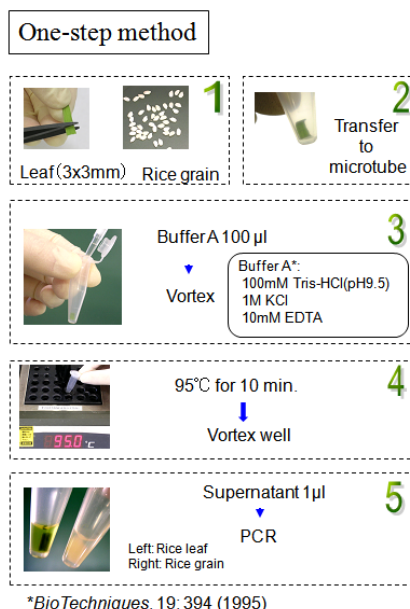 One-step method
1
Leaf(3x3mm)
Rice grain
2
Transfer
to
microtube
3
Buffer A 100 µl
Vortex
Buffer A*:
100mM Tris-HCl(pH9.5)
1M KCl
10mM EDTA
4
95℃ for 10 min.
Vortex well
95.0 °C
5
Supernatant 1µl
PCR
Left: Rice leaf
Right: Rice grain
*BioTechniques, 19: 394 (1995)